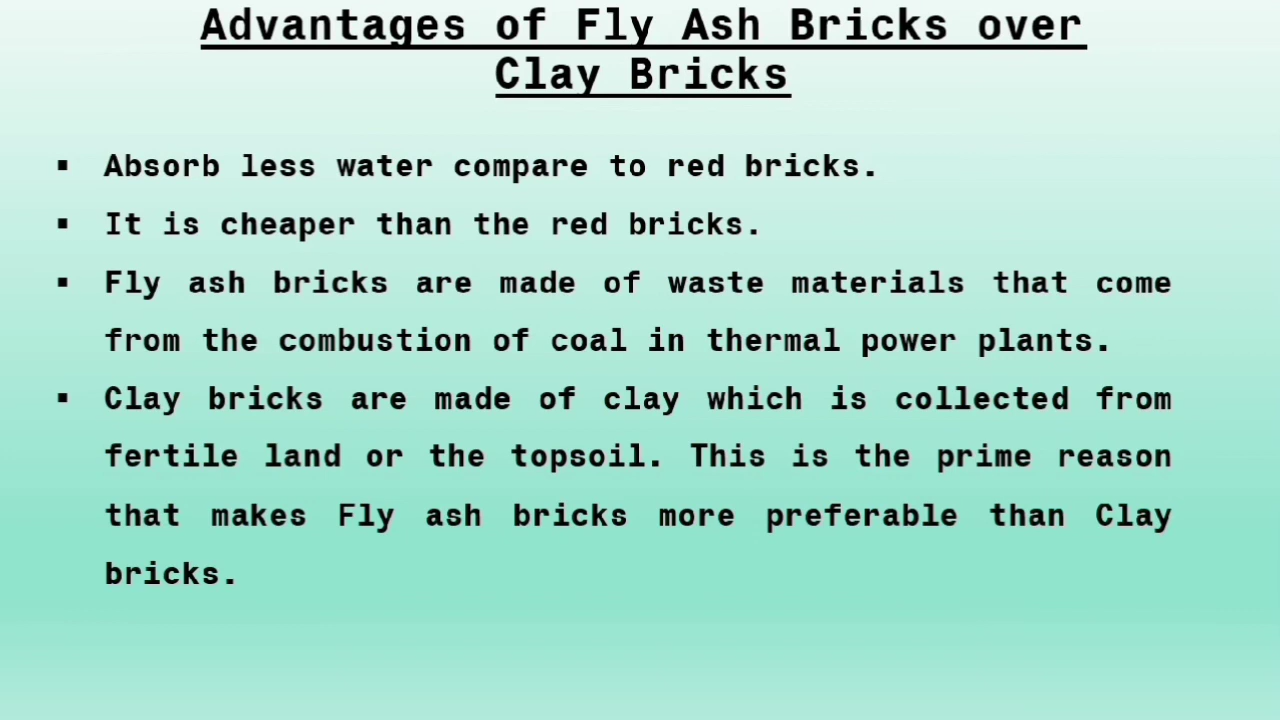 Advantages of Fly Ash Bricks over
Clay Bricks
▪ Absorb less water compare to red bricks.
▪ It is cheaper than the red bricks.
▪ Fly ash bricks are made of waste materials that come
from the combustion of coal in thermal power plants.
▪ Clay bricks are made of clay which is collected from
fertile land or the topsoil. This is the prime reason
that makes Fly ash bricks more preferable than Clay
bricks.